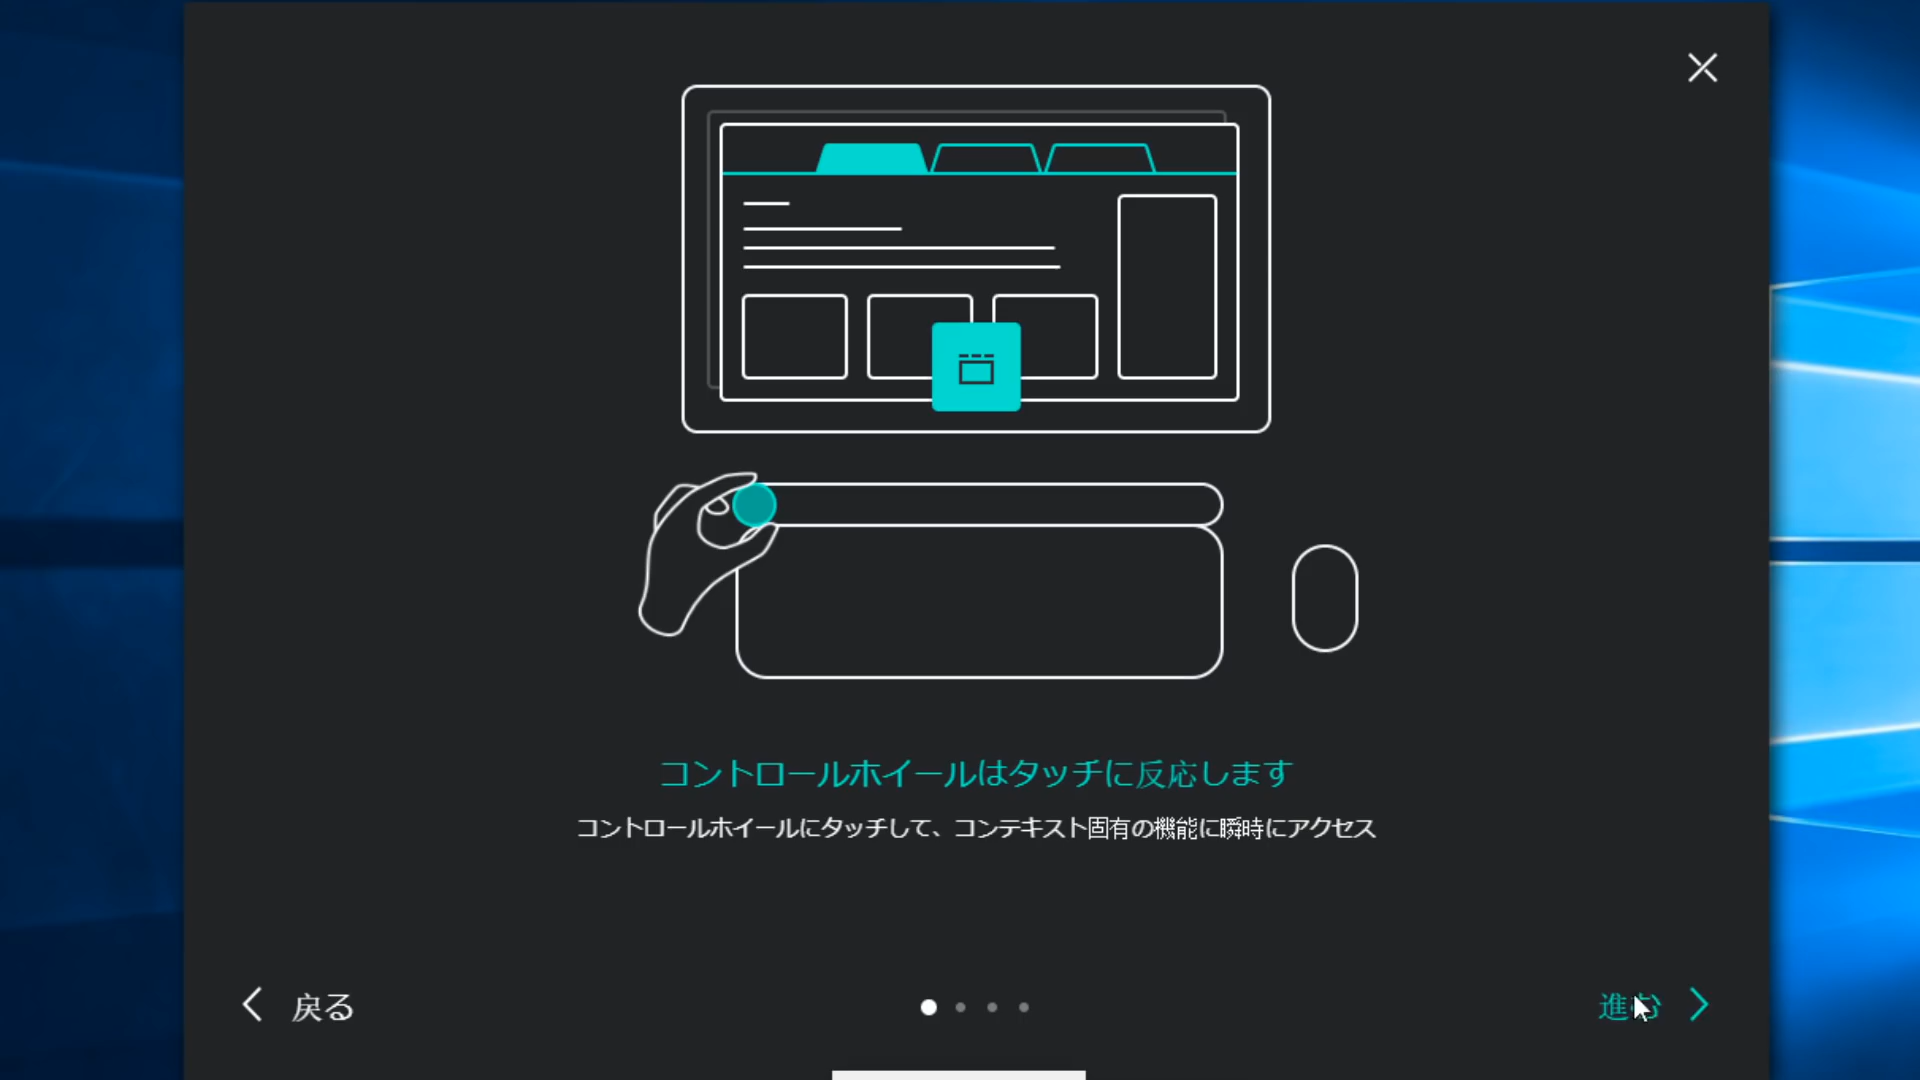 コントロールホイールはタッチに反応します
コントロールホイールにタッチして、コンテキスト固有の機能に瞬時にアクセス
戻る
進む